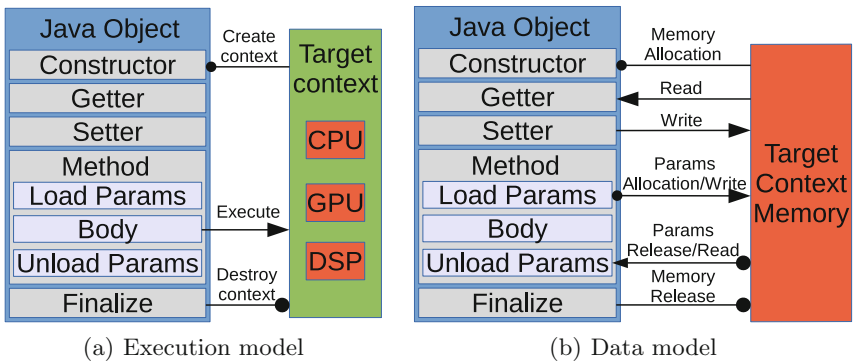 Java Object
Constructor
Getter
Setter
Method
Load Params
Body
Unload Params
Finalize
Create
context
Execute
Destroy
context
Target
context
CPU
GPU
DSP
(a) Execution model
Java Object
Constructor
Getter
Setter
Method
Load Params
Body
Unload Params
Finalize
Memory
Allocation
Read
Write
Params
Allocation/Write
Params
Release/Read
Memory
Release
Target
Context
Memory
(b) Data model